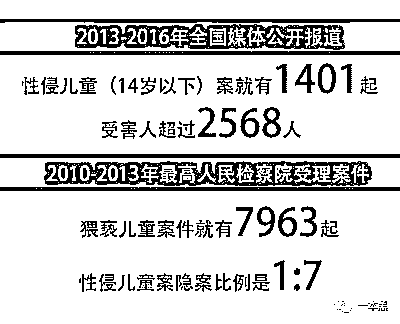 2013-2016年全国媒体公开报道
性侵儿童（14岁以下）案就有1401起
受害人超过2568人
2010-2013年最高人民检察院受理案件
猥亵儿童案件就有7963起
性侵儿童案隐案比例是1:7